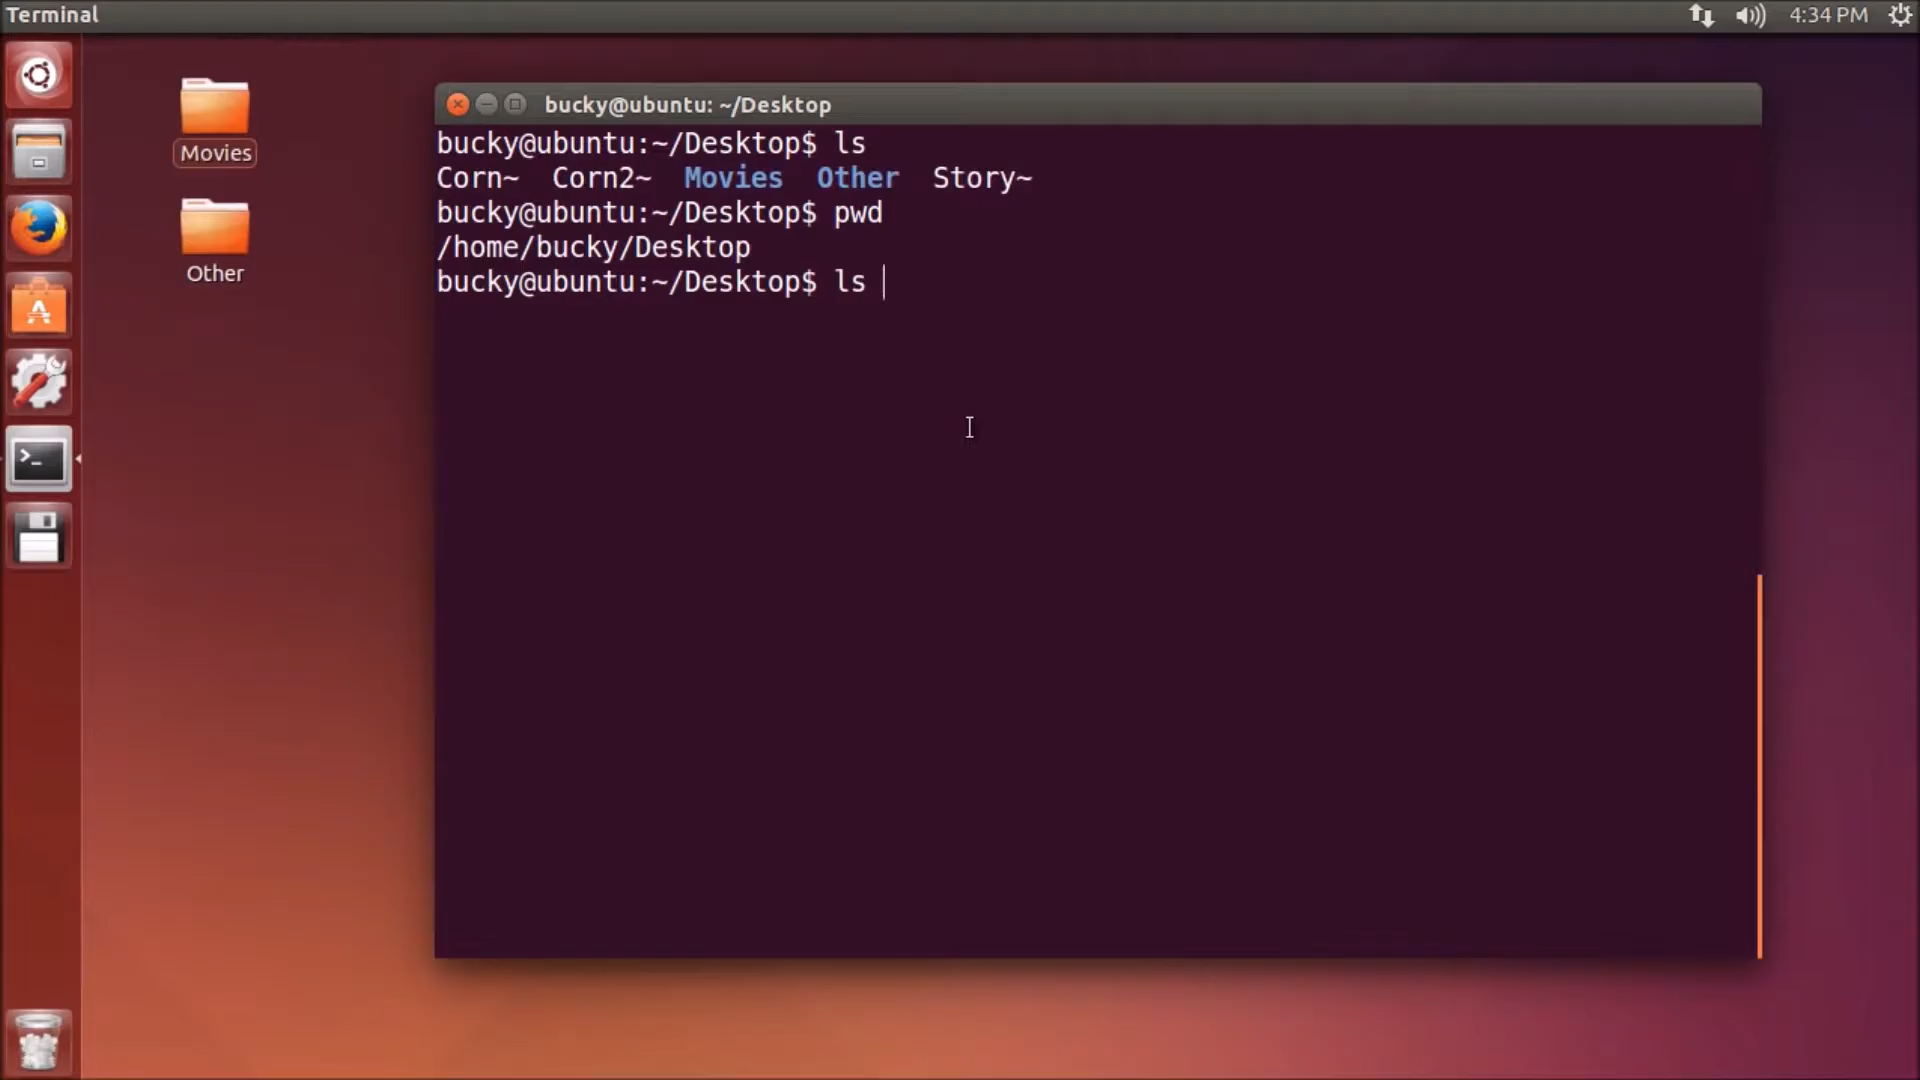 Terminal
4:34 PM
Movies
Other
bucky@ubuntu: ~/Desktop
bucky@ubuntu:~/Desktop$ ls
Corn~  Corn2~  Movies  Other  Story~
bucky@ubuntu:~/Desktop$ pwd
/home/bucky/Desktop
bucky@ubuntu:~/Desktop$ ls